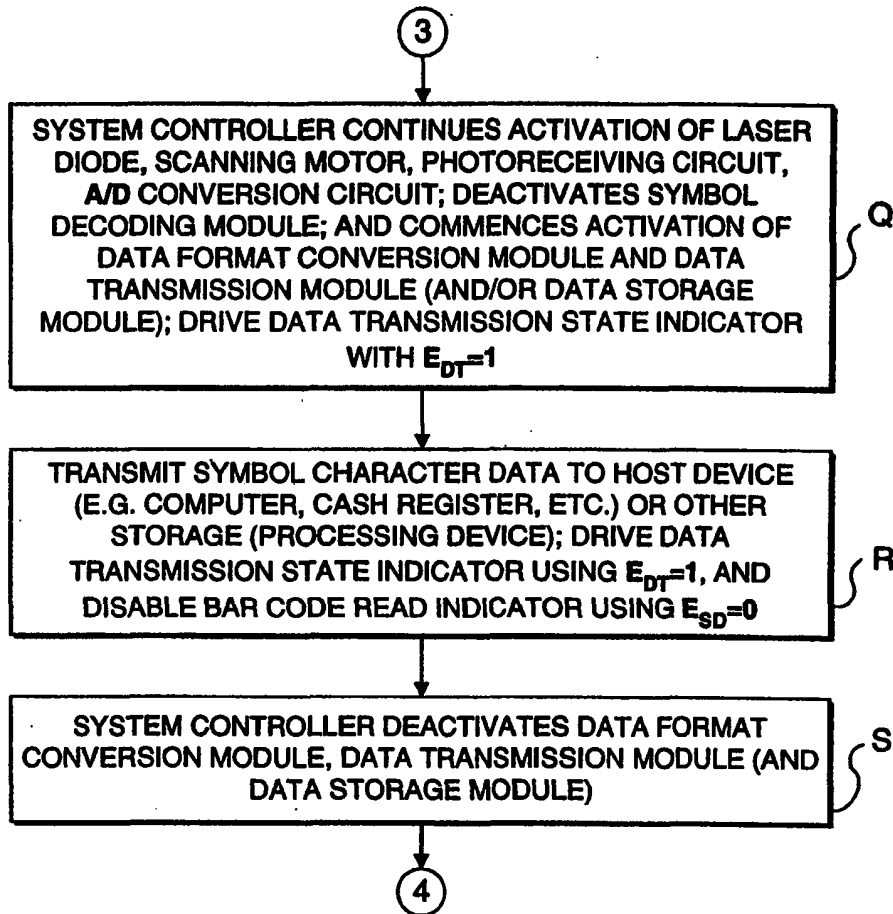 3
SYSTEM CONTROLLER CONTINUES ACTIVATION OF LASER
DIODE, SCANNING MOTOR, PHOTORECEIVING CIRCUIT,
A/D CONVERSION CIRCUIT; DEACTIVATES SYMBOL
DECODING MODULE; AND COMMENCES ACTIVATION OF
DATA FORMAT CONVERSION MODULE AND DATA
TRANSMISSION MODULE (AND/OR DATA STORAGE
MODULE); DRIVE DATA TRANSMISSION STATE INDICATOR
WITH E_DT=1
Q
TRANSMIT SYMBOL CHARACTER DATA TO HOST DEVICE
(E.G. COMPUTER, CASH REGISTER, ETC.) OR OTHER
STORAGE (PROCESSING DEVICE); DRIVE DATA
TRANSMISSION STATE INDICATOR USING E_DT=1, AND
DISABLE BAR CODE READ INDICATOR USING E_SD=0
R
SYSTEM CONTROLLER DEACTIVATES DATA FORMAT
CONVERSION MODULE, DATA TRANSMISSION MODULE (AND
DATA STORAGE MODULE)
S
4